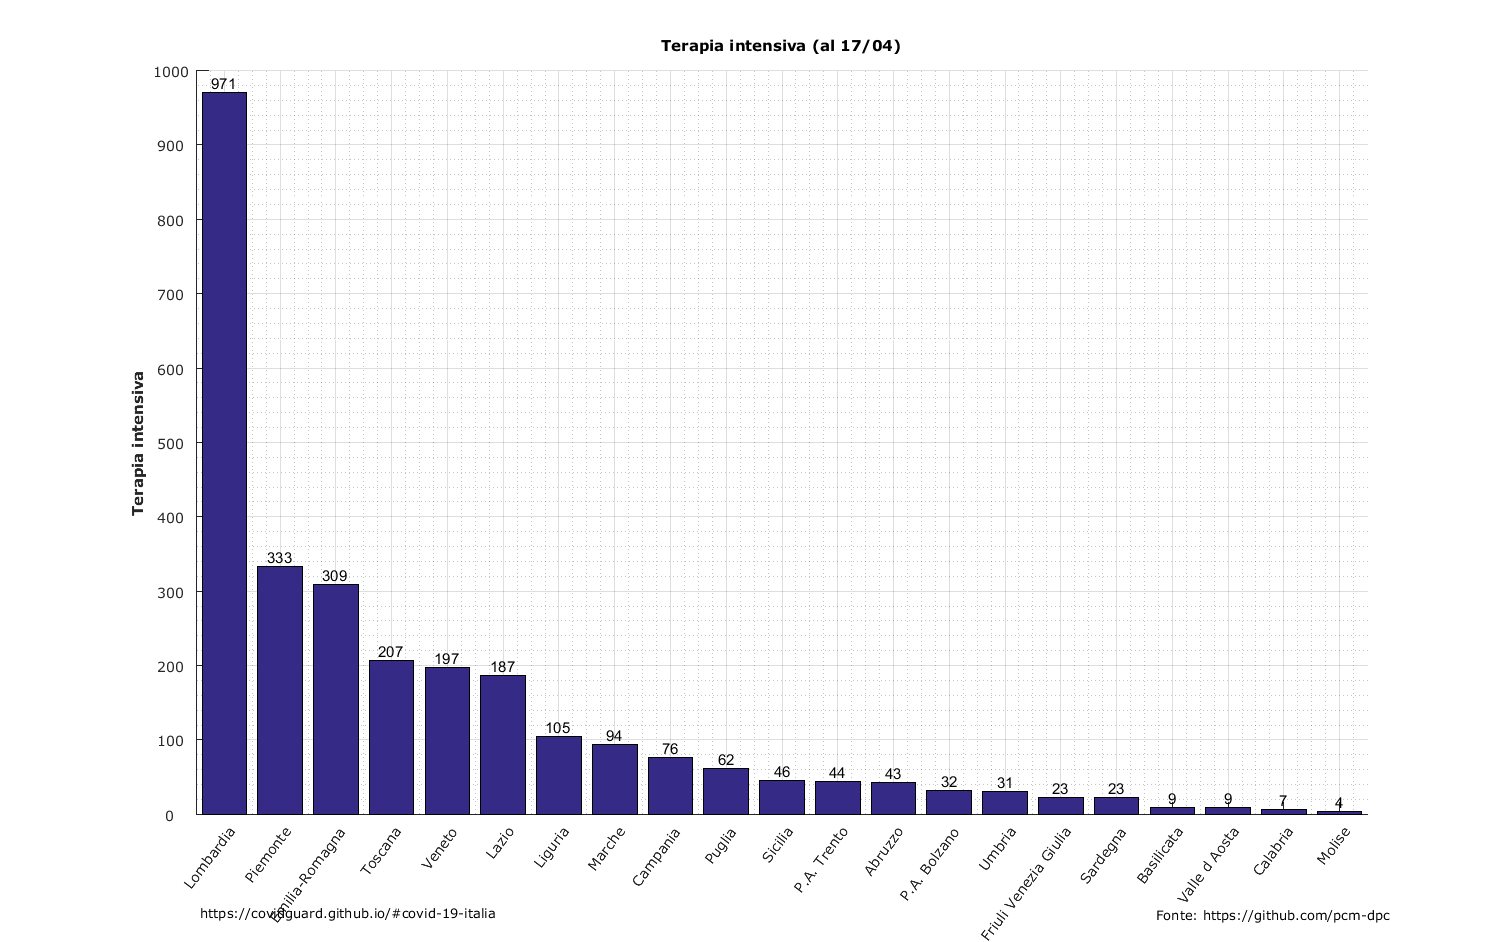 Terapia intensiva (al 17/04)
Terapia intensiva
1000
900
800
700
600
500
400
300
200
100
0
971
333
309
207
197
187
105
94
76
62
46
44
43
32
31
23
23
9
9
7
4
Lombardia
Piemonte
Emilia-Romagna
Toscana
Veneto
Lazio
Liguria
Marche
Campania
Puglia
Sicilia
P.A. Trento
Abruzzo
P.A. Bolzano
Umbria
Friuli Venezia Giulia
Sardegna
Basilicata
Valle d Aosta
Calabria
Molise
https://covidguard.github.io/#covid-19-italia
Fonte: https://github.com/pcm-dpc